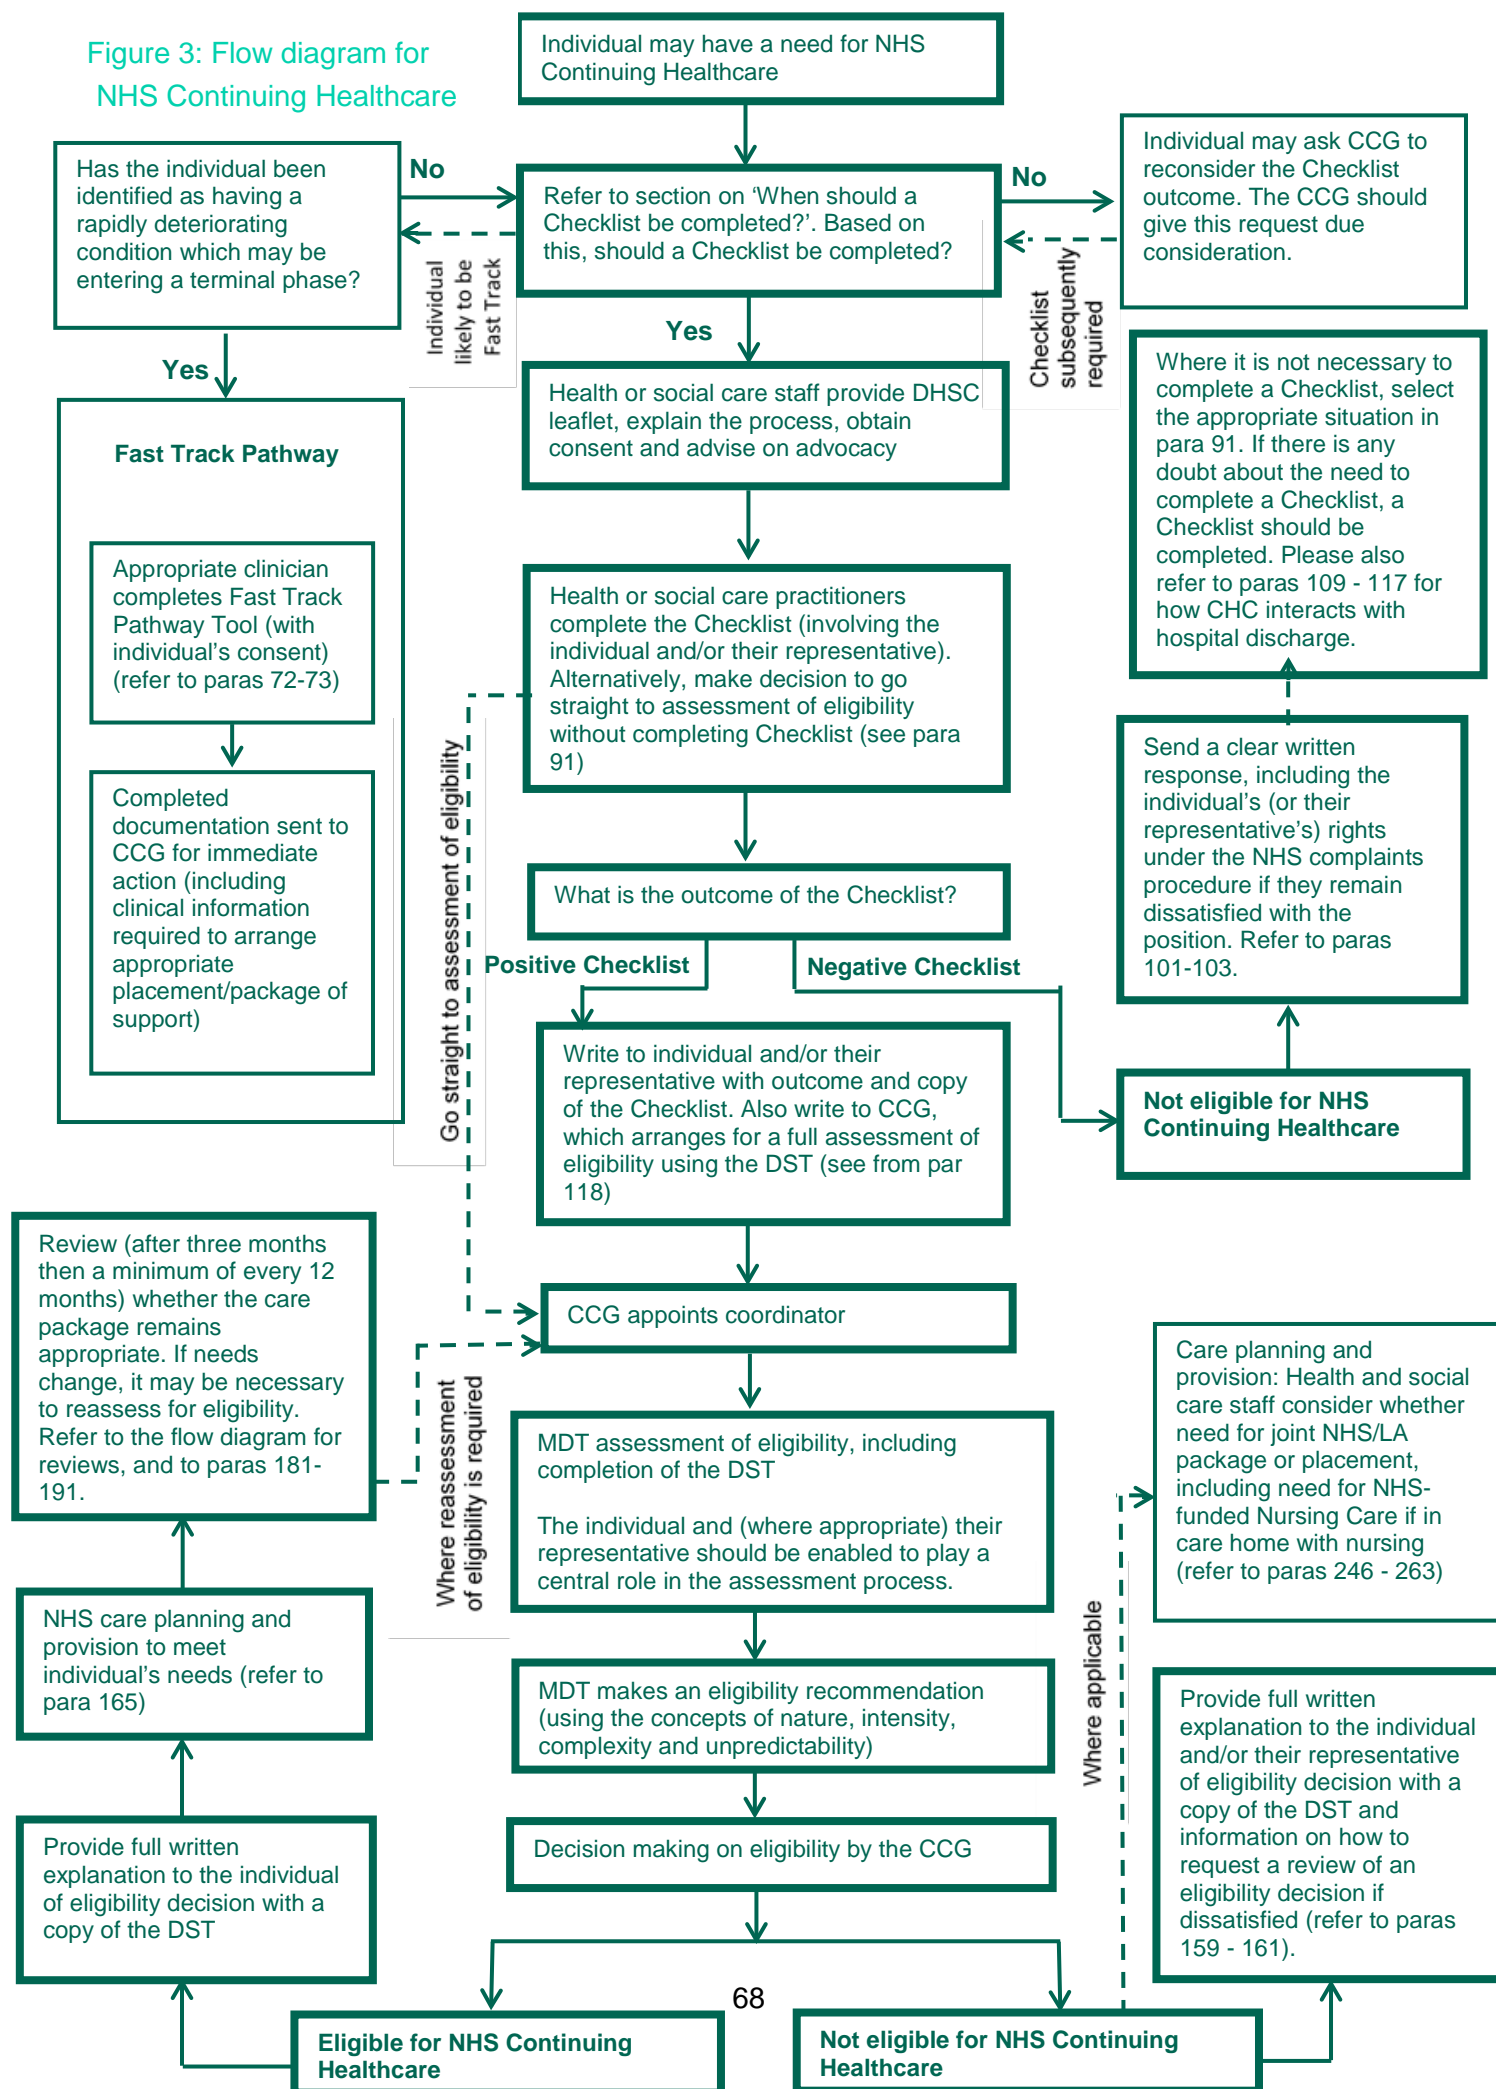 Figure 3: Flow diagram for
NHS Continuing Healthcare
Individual may have a need for NHS
Continuing Healthcare
Has the individual been
identified as having a
rapidly deteriorating
condition which may be
entering a terminal phase?
No
Refer to section on ‘When should a
Checklist be completed?’. Based on
this, should a Checklist be completed?
No
Individual may ask CCG to
reconsider the Checklist
outcome. The CCG should
give this request due
consideration.
Individual
likely to be
Fast Track
Checklist
subsequently
required
Yes
Yes
Fast Track Pathway
Appropriate clinician
completes Fast Track
Pathway Tool (with
individual’s consent)
(refer to paras 72-73)
Completed
documentation sent to
CCG for immediate
action (including
clinical information
required to arrange
appropriate
placement/package of
support)
Health or social care staff provide DHSC
leaflet, explain the process, obtain
consent and advise on advocacy
Where it is not necessary to
complete a Checklist, select
the appropriate situation in
para 91. If there is any
doubt about the need to
complete a Checklist, a
Checklist should be
completed. Please also
refer to paras 109 - 117 for
how CHC interacts with
hospital discharge.
Health or social care practitioners
complete the Checklist (involving the
individual and/or their representative).
Alternatively, make decision to go
straight to assessment of eligibility
without completing Checklist (see para
91)
Go straight to assessment of eligibility
Send a clear written
response, including the
individual’s (or their
representative’s) rights
under the NHS complaints
procedure if they remain
dissatisfied with the
position. Refer to paras
101-103.
What is the outcome of the Checklist?
Positive Checklist
Negative Checklist
Write to individual and/or their
representative with outcome and copy
of the Checklist. Also write to CCG,
which arranges for a full assessment of
eligibility using the DST (see from par
118)
Not eligible for NHS
Continuing Healthcare
Review (after three months
then a minimum of every 12
months) whether the care
package remains
appropriate. If needs
change, it may be necessary
to reassess for eligibility.
Refer to the flow diagram for
reviews, and to paras 181-
191.
CCG appoints coordinator
Where reassessment
of eligibility is required
MDT assessment of eligibility, including
completion of the DST
The individual and (where appropriate) their
representative should be enabled to play a
central role in the assessment process.
Care planning and
provision: Health and social
care staff consider whether
need for joint NHS/LA
package or placement,
including need for NHS-
funded Nursing Care if in
care home with nursing
(refer to paras 246 - 263)
NHS care planning and
provision to meet
individual’s needs (refer to
para 165)
MDT makes an eligibility recommendation
(using the concepts of nature, intensity,
complexity and unpredictability)
Where applicable
Provide full written
explanation to the individual
and/or their representative
of eligibility decision with a
copy of the DST and
information on how to
request a review of an
eligibility decision if
dissatisfied (refer to paras
159 - 161).
Provide full written
explanation to the individual
of eligibility decision with a
copy of the DST
Decision making on eligibility by the CCG
68
Eligible for NHS Continuing
Healthcare
Not eligible for NHS Continuing
Healthcare